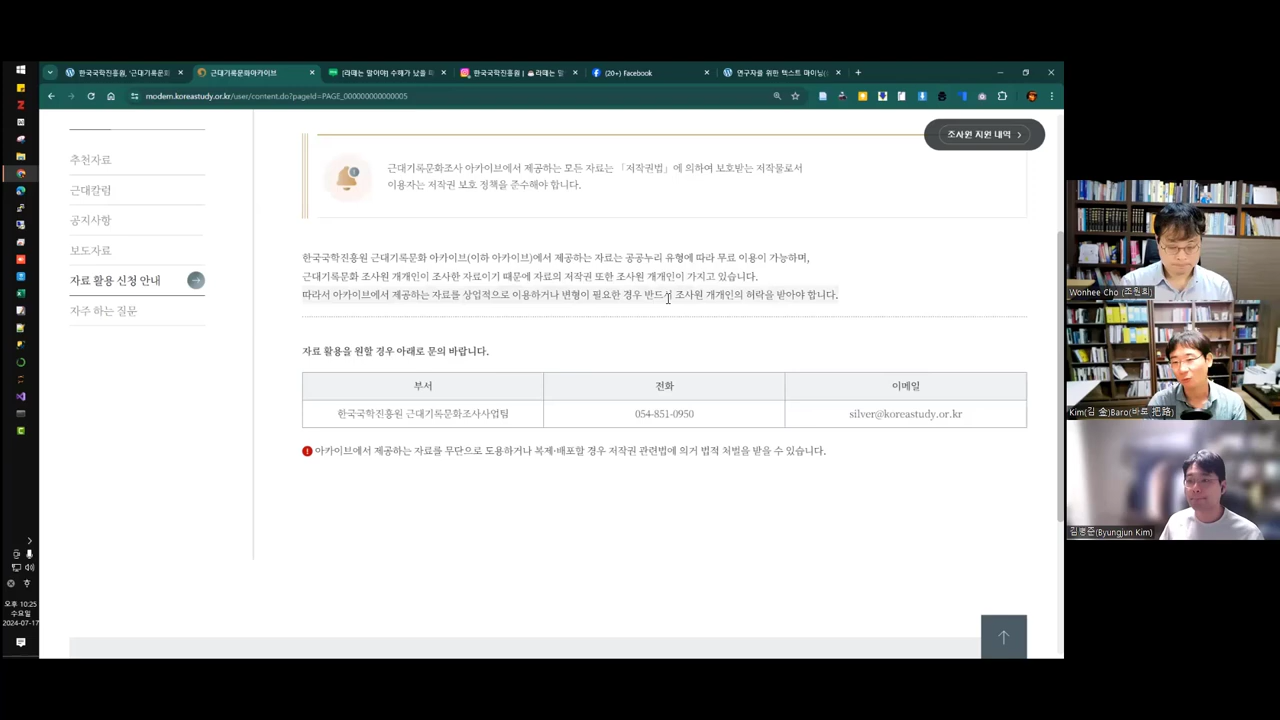 한국국학진흥원, '근대기록문화
근대기록문화아카이브
[라떼는 말이야] 수해가 났을 때
한국국학진흥원 | ☕라떼는 말
(20+) Facebook
연구자를 위한 텍스트 마이닝(
modern.koreastudy.or.kr/user/content.do?pageId=PAGE_000000000000005
조사원 지원 내역
추천자료
근대칼럼
공지사항
보도자료
자료 활용 신청 안내
자주 하는 질문
근대기록문화조사 아카이브에서 제공하는 모든 자료는 「저작권법」에 의하여 보호받는 저작물로서
이용자는 저작권 보호 정책을 준수해야 합니다.
한국국학진흥원 근대기록문화 아카이브(이하 아카이브)에서 제공하는 자료는 공공누리 유형에 따라 무료 이용이 가능하며,
근대기록문화 조사원 개개인이 조사한 자료이기 때문에 자료의 저작권 또한 조사원 개개인이 가지고 있습니다.
따라서 아카이브에서 제공하는 자료를 상업적으로 이용하거나 변형이 필요한 경우 반드시 조사원 개개인의 허락을 받아야 합니다.
자료 활용을 원할 경우 아래로 문의 바랍니다.
부서 전화 이메일
한국국학진흥원 근대기록문화조사사업팀 054-851-0950 silver@koreastudy.or.kr
아카이브에서 제공하는 자료를 무단으로 도용하거나 복제·배포할 경우 저작권 관련법에 의거 법적 처벌을 받을 수 있습니다.
오후 10:25
수요일
2024-07-17
Wonhee Cho (조원희)
Kim(김 金)Baro(바로 把路)
김병준(Byungjun Kim)